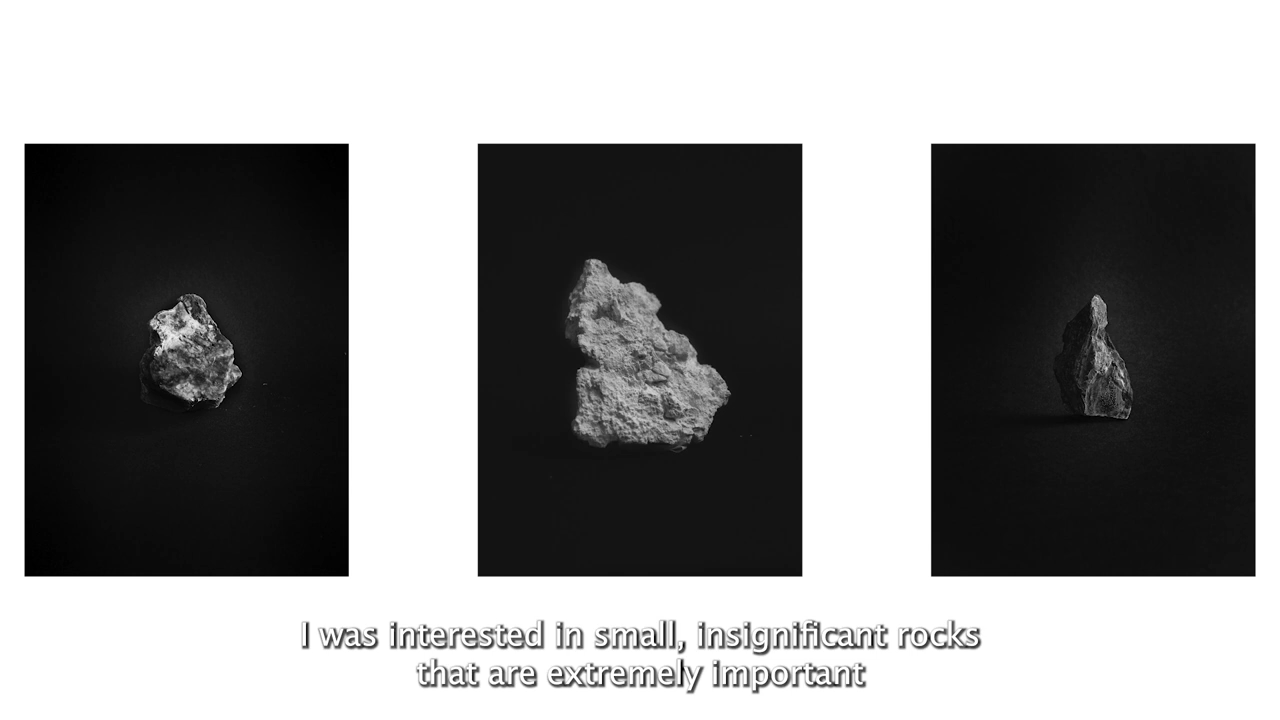 I was interested in small, insignificant rocks
that are extremely important